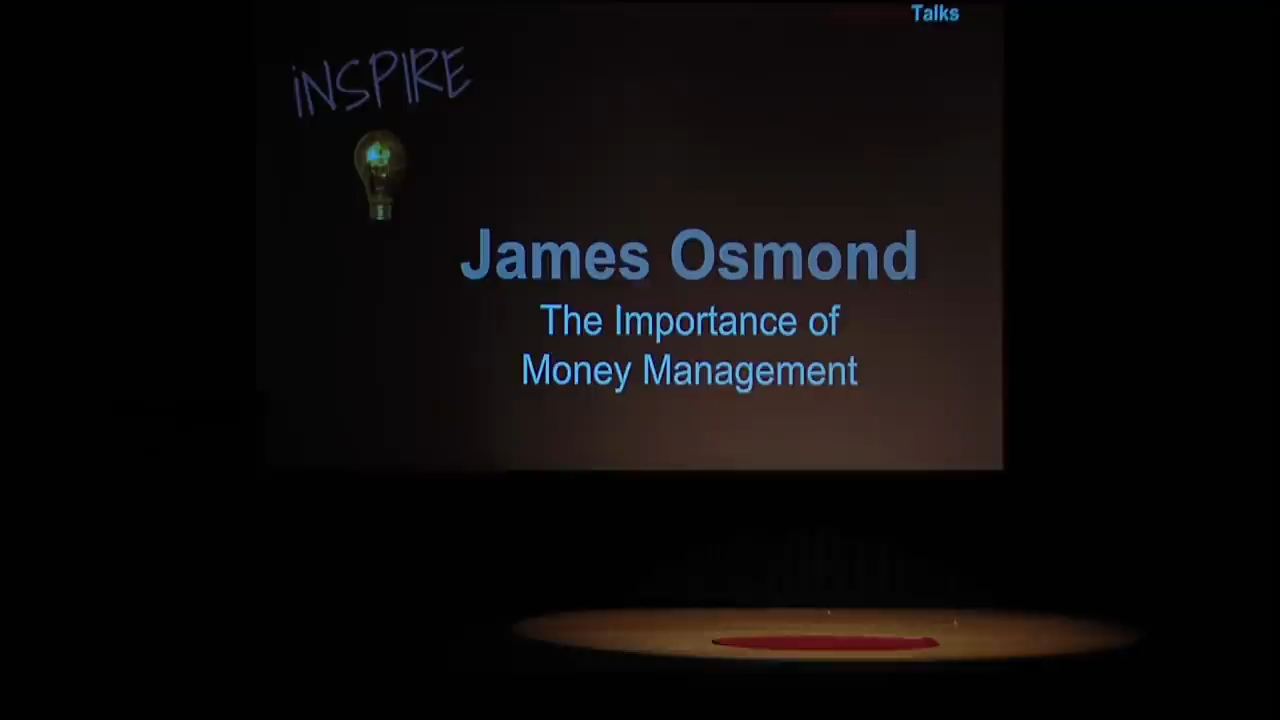 Talks
iNSPIRE
James Osmond
The Importance of
Money Management